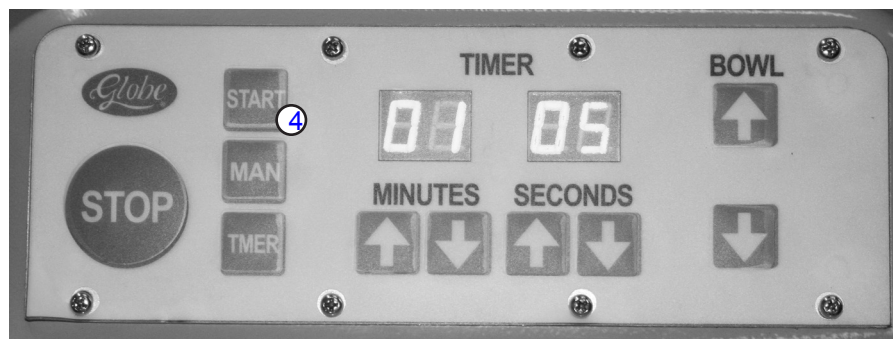 TIMER
BOWL
Globe®
START
4
01 05
MAN
STOP
MINUTES SECONDS
TMER